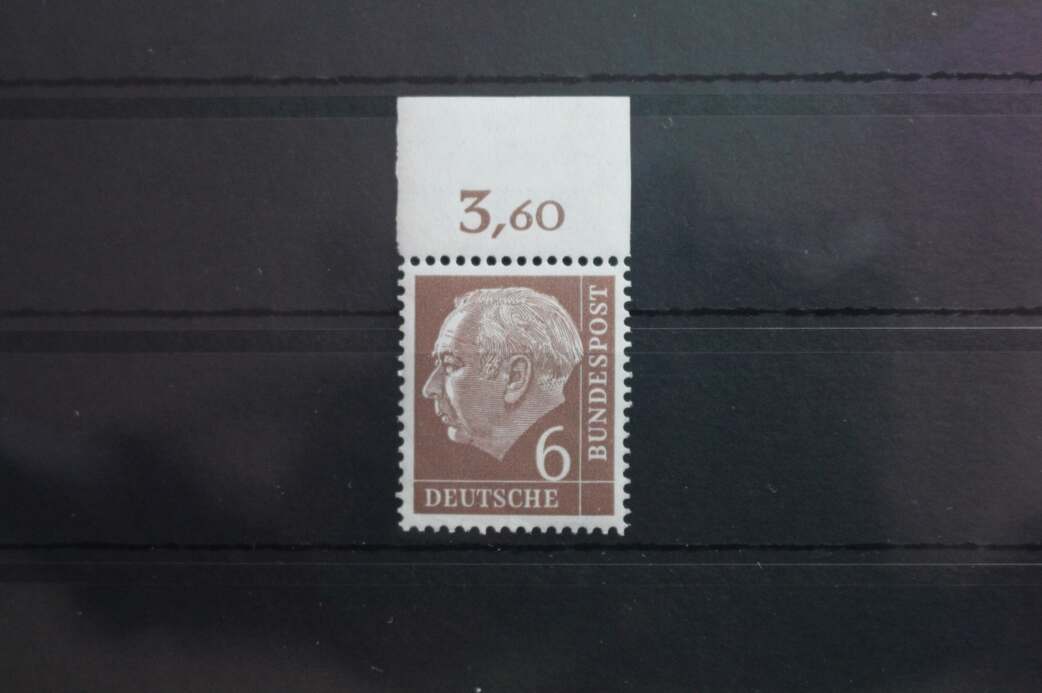 3,60
BUNDESPOST
6
DEUTSCHE